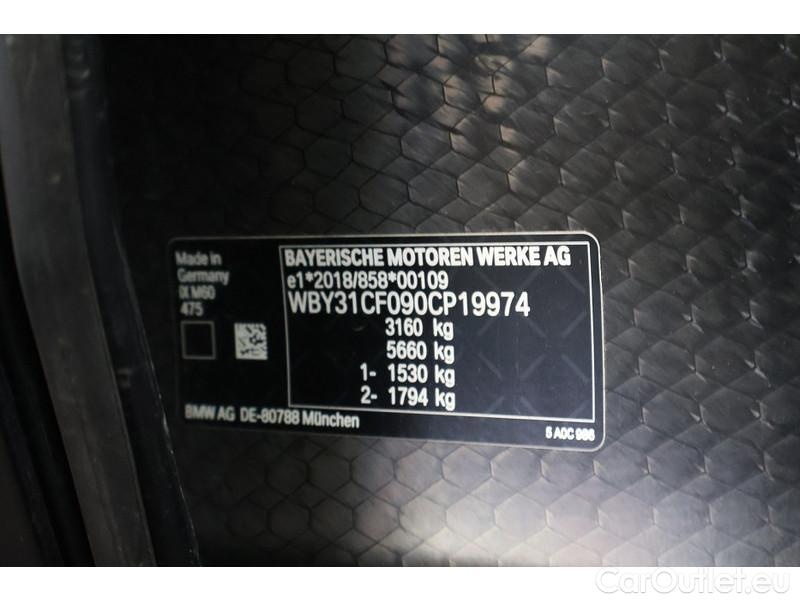 Made in
Germany
IX M60
475
BAYERISCHE MOTOREN WERKE AG
e1*2018/858*00109
WBY31CF090CP19974
3160 kg
5660 kg
1- 1530 kg
2- 1794 kg
BMW AG DE-80788 München
5 A0C 986
CarOutlet.eu